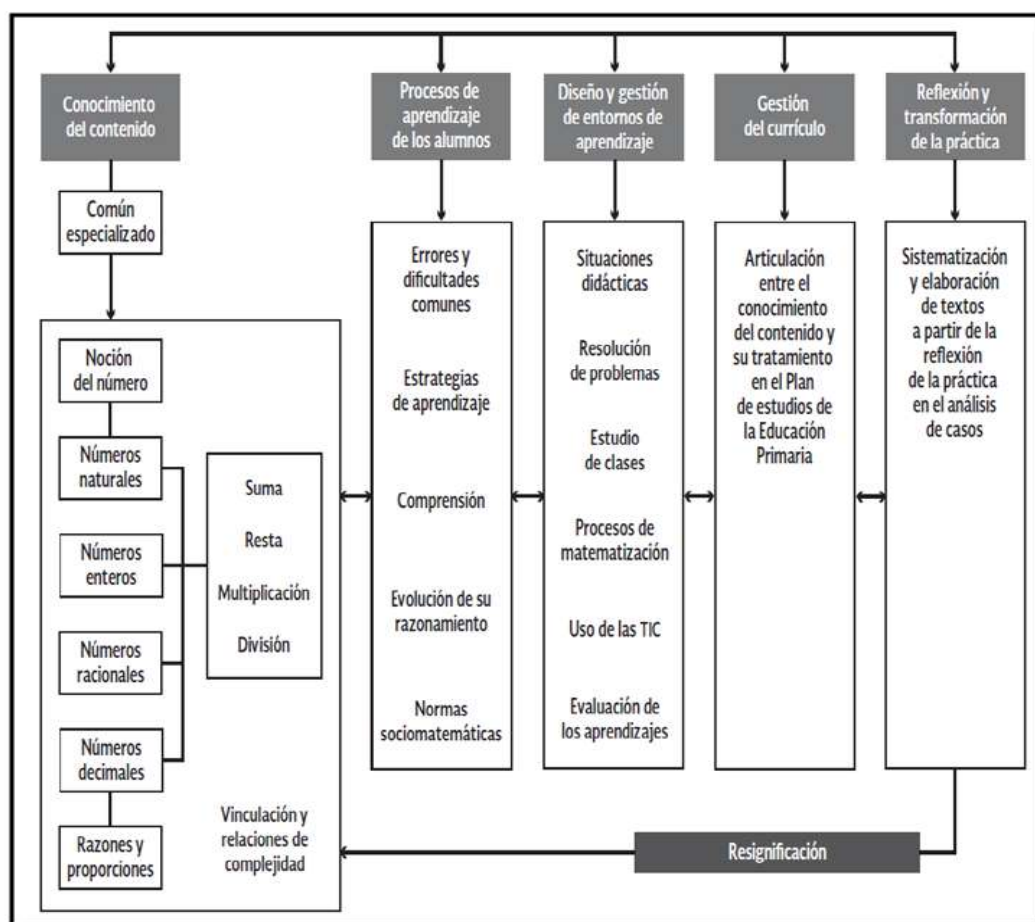 Conocimiento
del contenido
Procesos de
aprendizaje
de los alumnos
Diseño y gestión
de entornos de
aprendizaje
Gestión
del currículo
Reflexión y
transformación
de la práctica
Común
especializado
Noción
del número
Números
naturales
Números
enteros
Números
racionales
Números
decimales
Razones y
proporciones
Suma
Resta
Multiplicación
División
Vinculación y
relaciones de
complejidad
Errores y
dificultades
comunes
Estrategias
de aprendizaje
Comprensión
Evolución de su
razonamiento
Normas
sociomatemáticas
Situaciones
didácticas
Resolución
de problemas
Estudio
de clases
Procesos de
matematización
Uso de las TIC
Evaluación de
los aprendizajes
Articulación
entre el
conocimiento
del contenido y
su tratamiento
en el Plan
de estudios de
la Educación
Primaria
Sistematización
y elaboración
de textos
a partir de la
reflexión
de la práctica
en el análisis
de casos
Resignificación